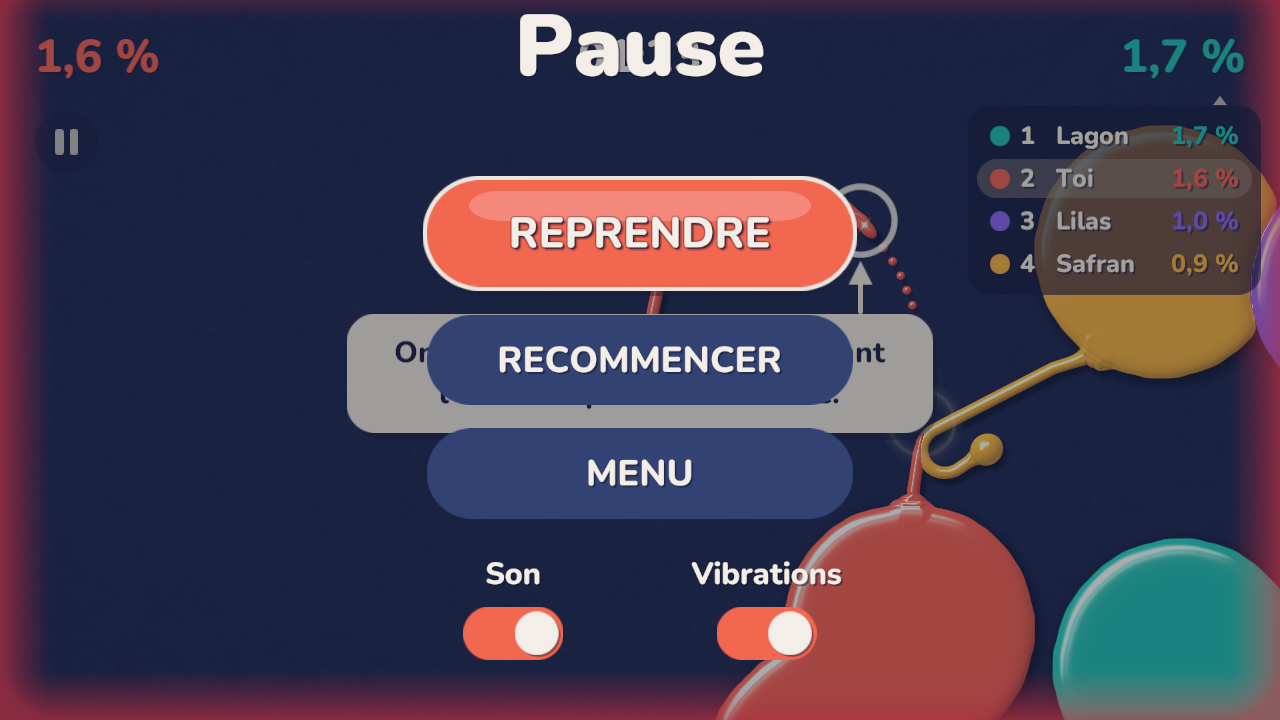 Pause
1,6 %
1,7 %
1 Lagon 1,7 %
2 Toi 1,6 %
3 Lilas 1,0 %
4 Safran 0,9 %
REPRENDRE
RECOMMENCER
MENU
Son
Vibrations